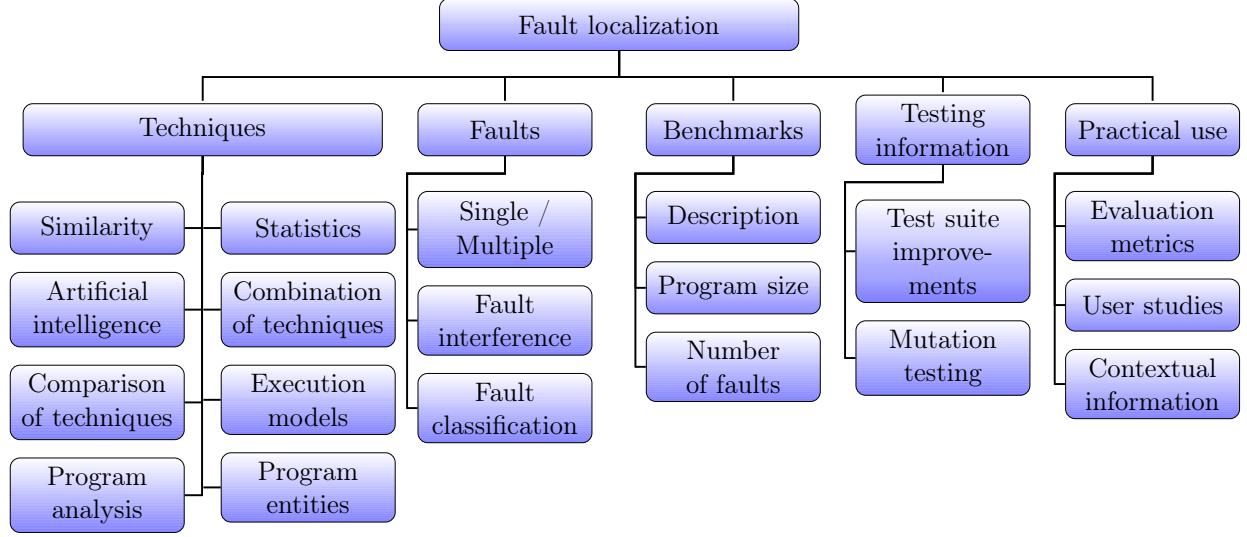 Fault localization
Techniques
Similarity
Statistics
Artificial
intelligence
Combination
of techniques
Comparison
of techniques
Execution
models
Program
analysis
Program
entities
Faults
Single /
Multiple
Fault
interference
Fault
classification
Benchmarks
Description
Program size
Number
of faults
Testing
information
Test suite
improve-
ments
Mutation
testing
Practical use
Evaluation
metrics
User studies
Contextual
information